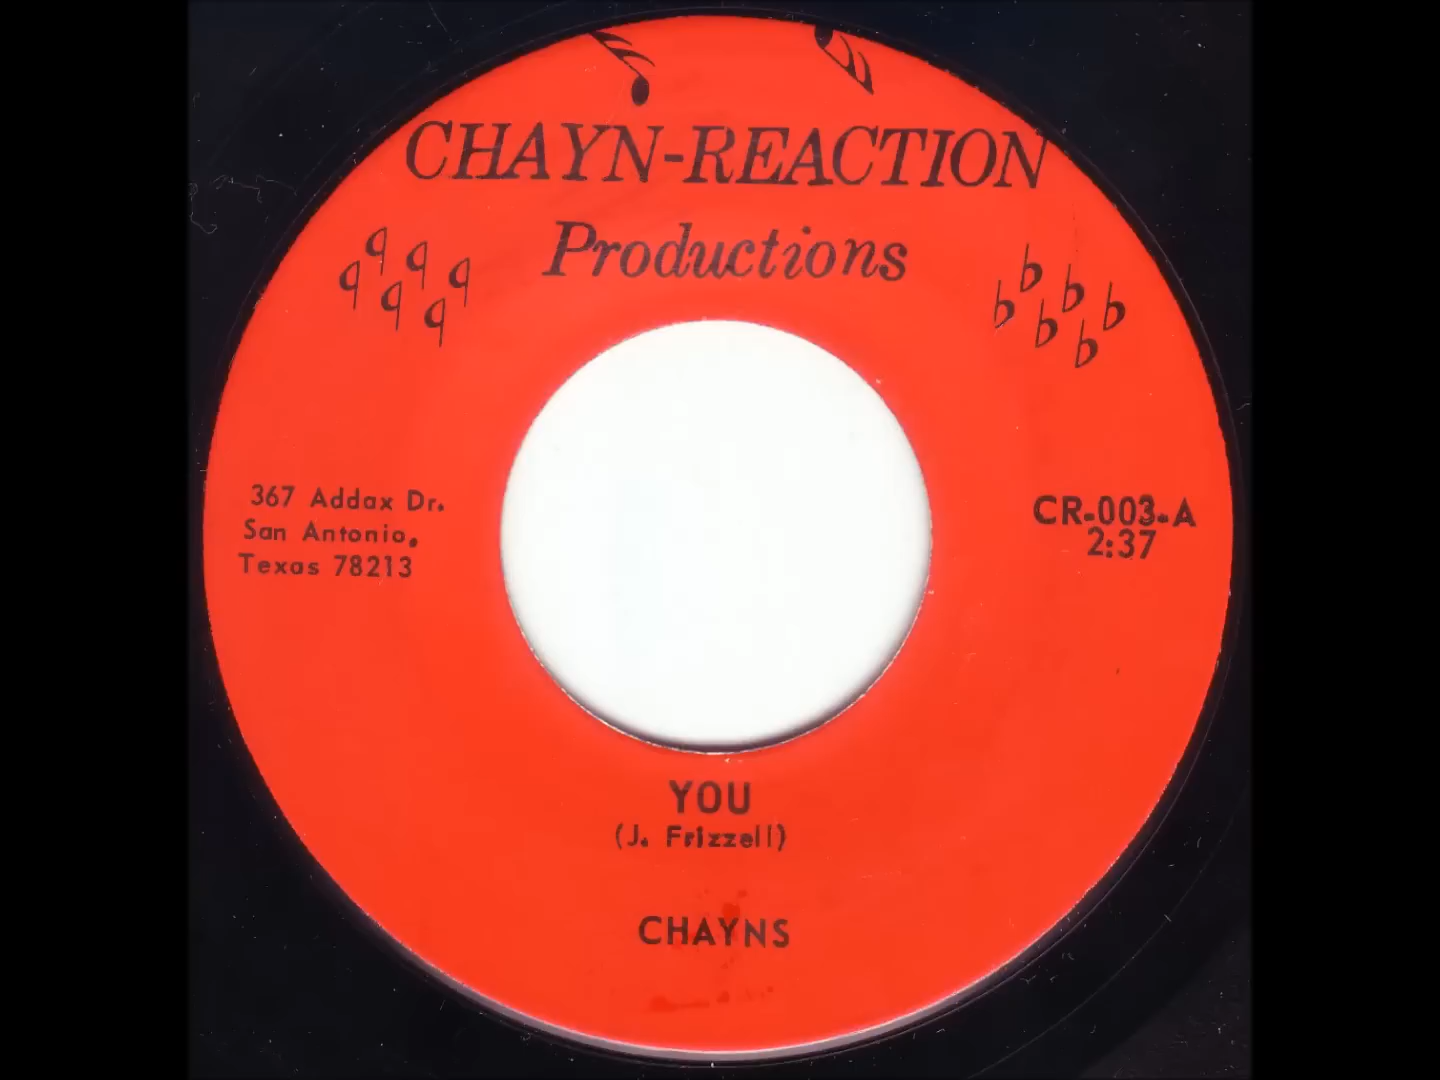 CHAYN-REACTION
Productions
367 Addax Dr.
San Antonio,
Texas 78213
CR-003-A
2:37
YOU
(J. Frizzell)
CHAYNS